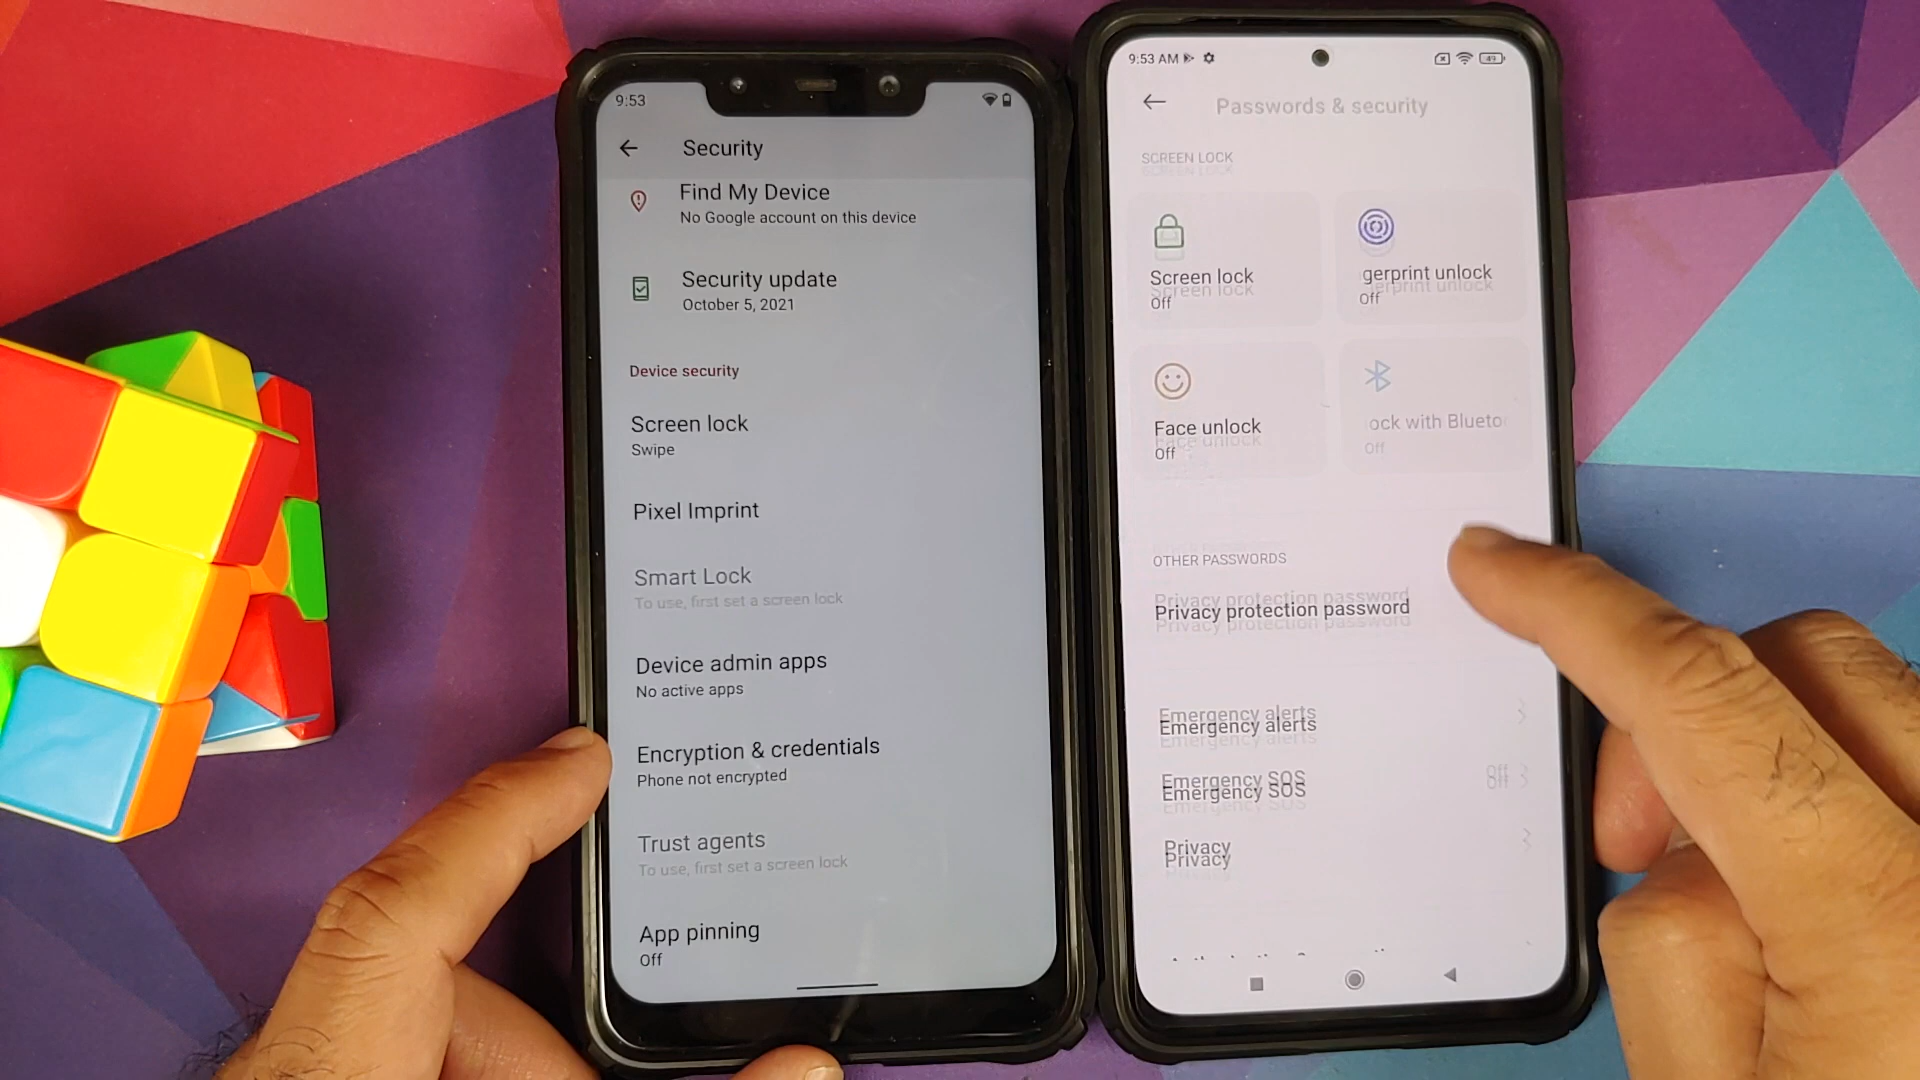 9:53
Security
Find My Device
No Google account on this device
Security update
October 5, 2021
Device security
Screen lock
Swipe
Pixel Imprint
Smart Lock
To use, first set a screen lock
Device admin apps
No active apps
Encryption & credentials
Phone not encrypted
Trust agents
To use, first set a screen lock
App pinning
Off
9:53 AM
49
Passwords & security
SCREEN LOCK
Screen lock
Off
gerprint unlock
Off
Face unlock
Off
ock with Blueto
Off
OTHER PASSWORDS
Privacy protection password
Emergency alerts
Emergency SOS
Off
Privacy